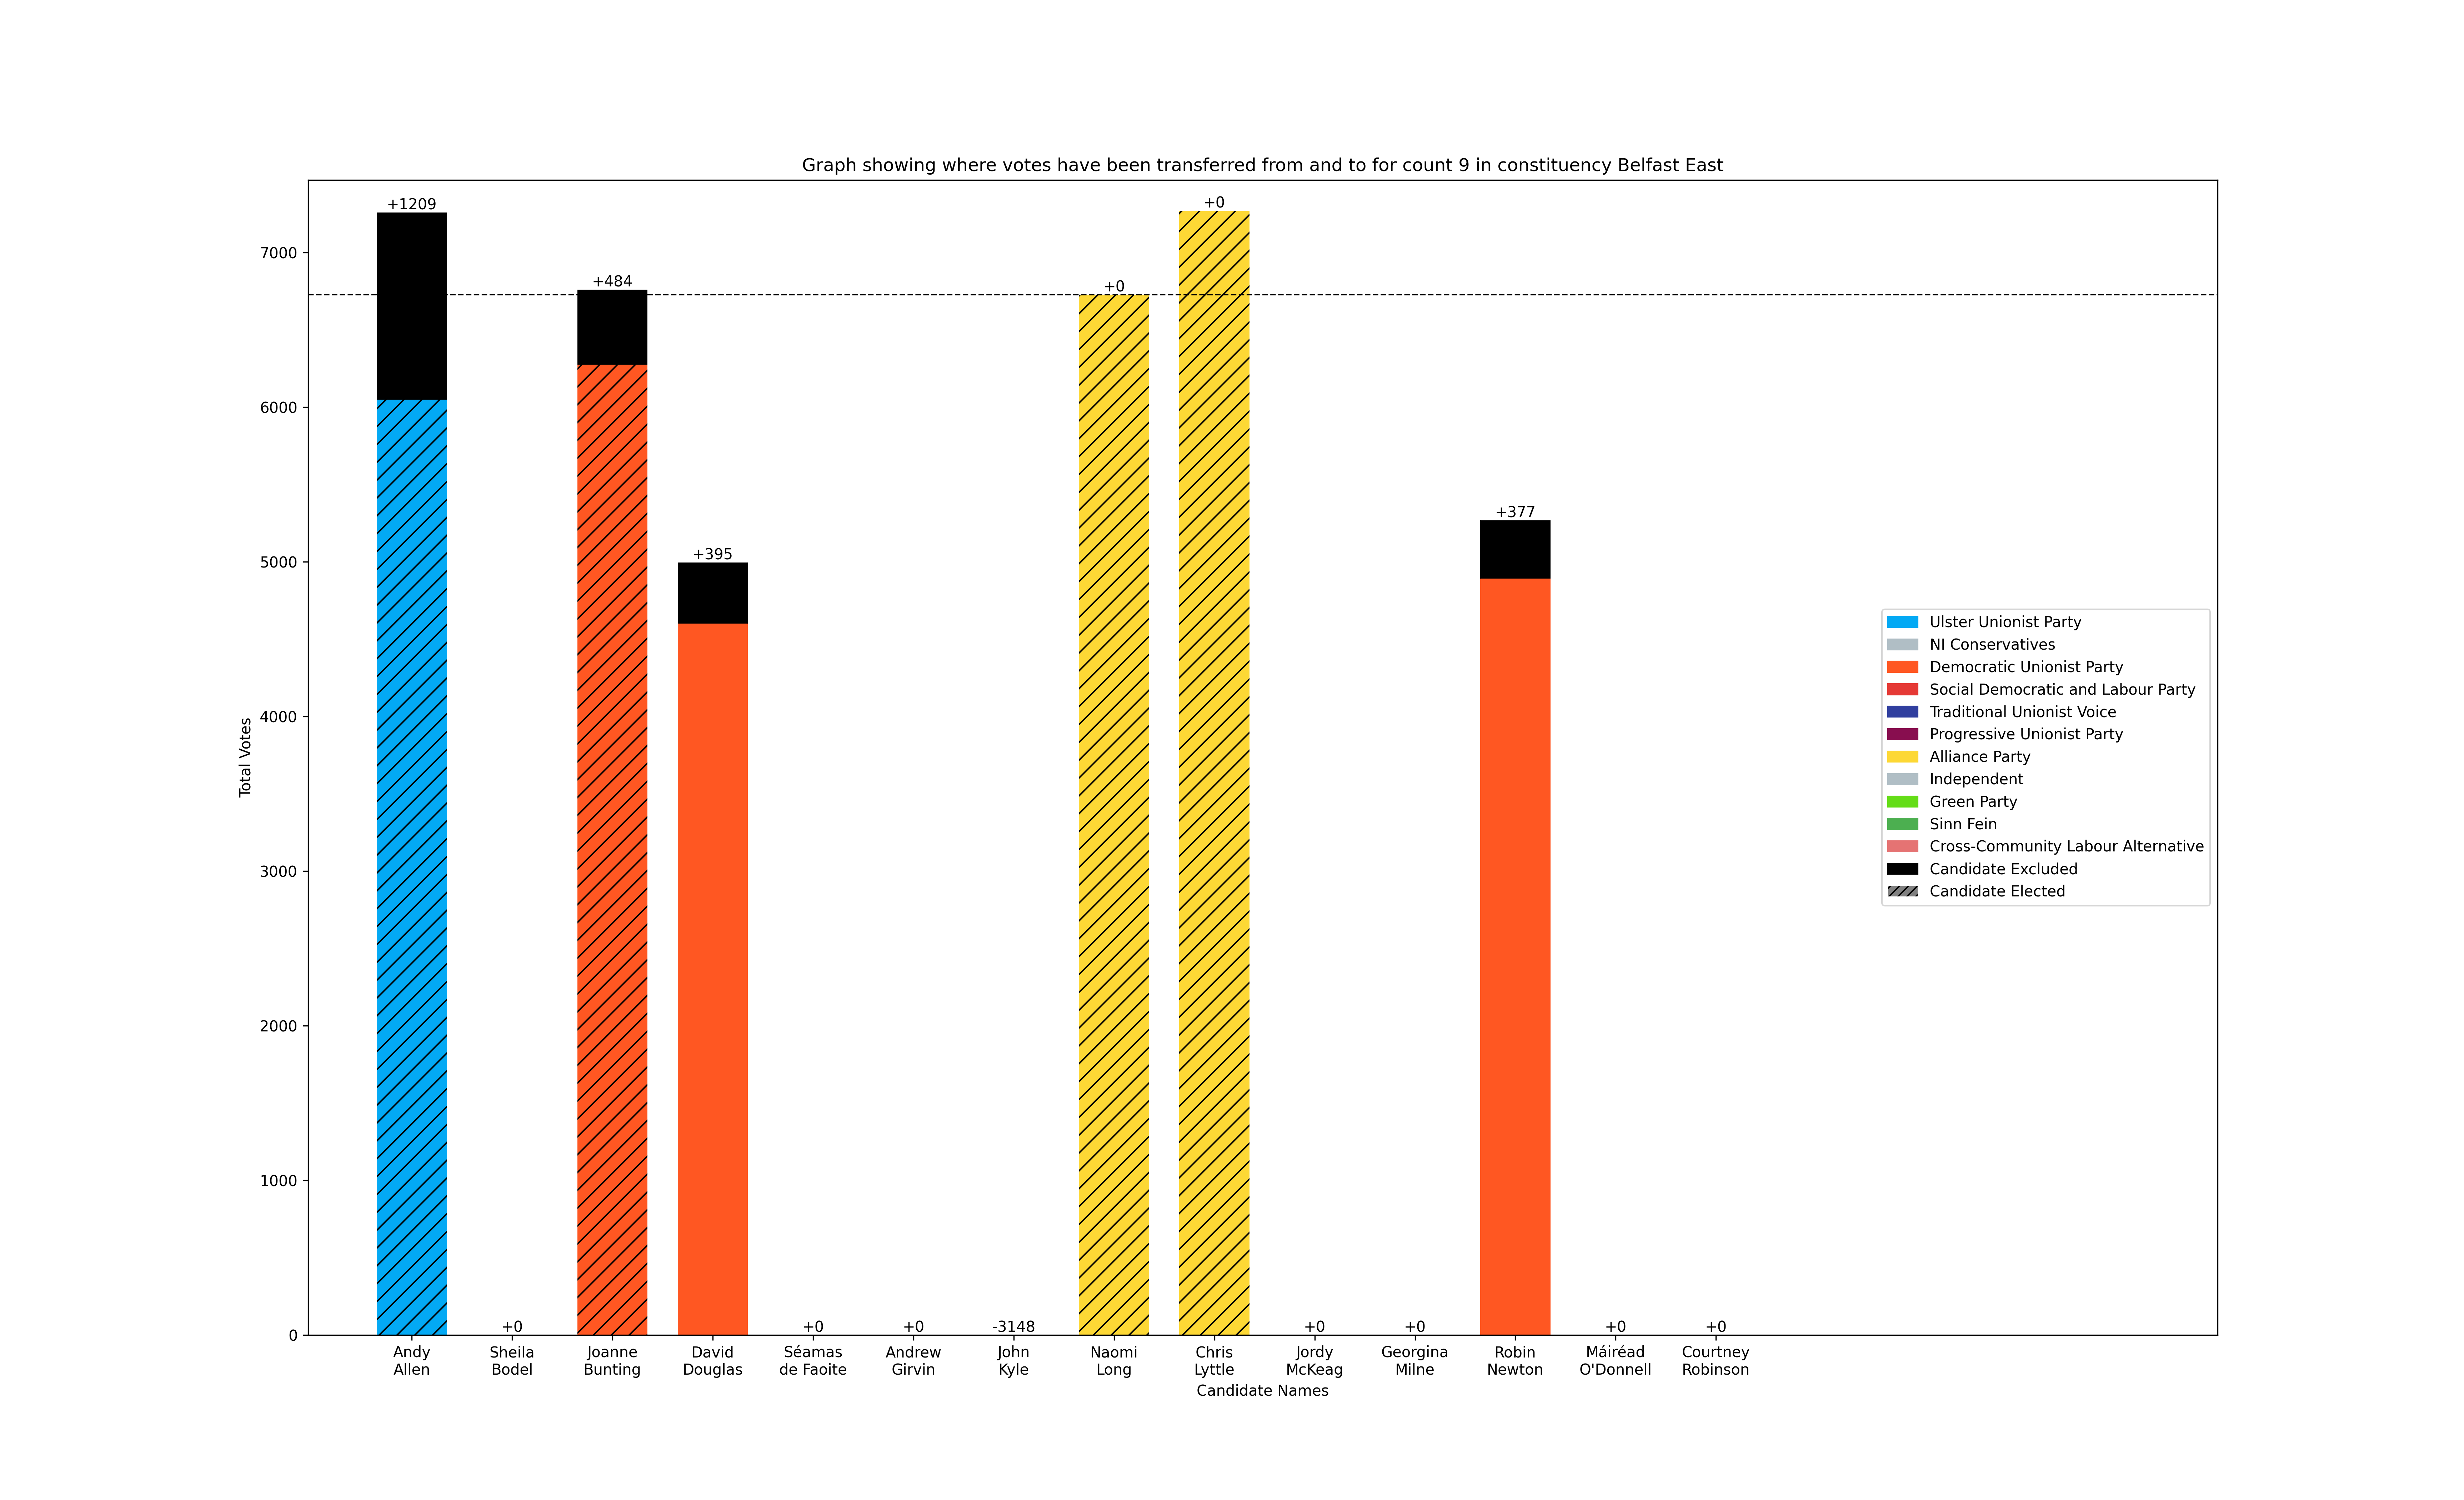 Graph showing where votes have been transferred from and to for count 9 in constituency Belfast East
Total Votes
7000
6000
5000
4000
3000
2000
1000
0
+1209
+0
+484
+395
+0
+0
-3148
+0
+0
+0
+0
+377
+0
+0
Andy
Allen
Sheila
Bodel
Joanne
Bunting
David
Douglas
Séamas
de Faoite
Andrew
Girvin
John
Kyle
Naomi
Long
Chris
Lyttle
Jordy
McKeag
Georgina
Milne
Robin
Newton
Máiréad
O'Donnell
Courtney
Robinson
Candidate Names
Ulster Unionist Party
NI Conservatives
Democratic Unionist Party
Social Democratic and Labour Party
Traditional Unionist Voice
Progressive Unionist Party
Alliance Party
Independent
Green Party
Sinn Fein
Cross-Community Labour Alternative
Candidate Excluded
Candidate Elected